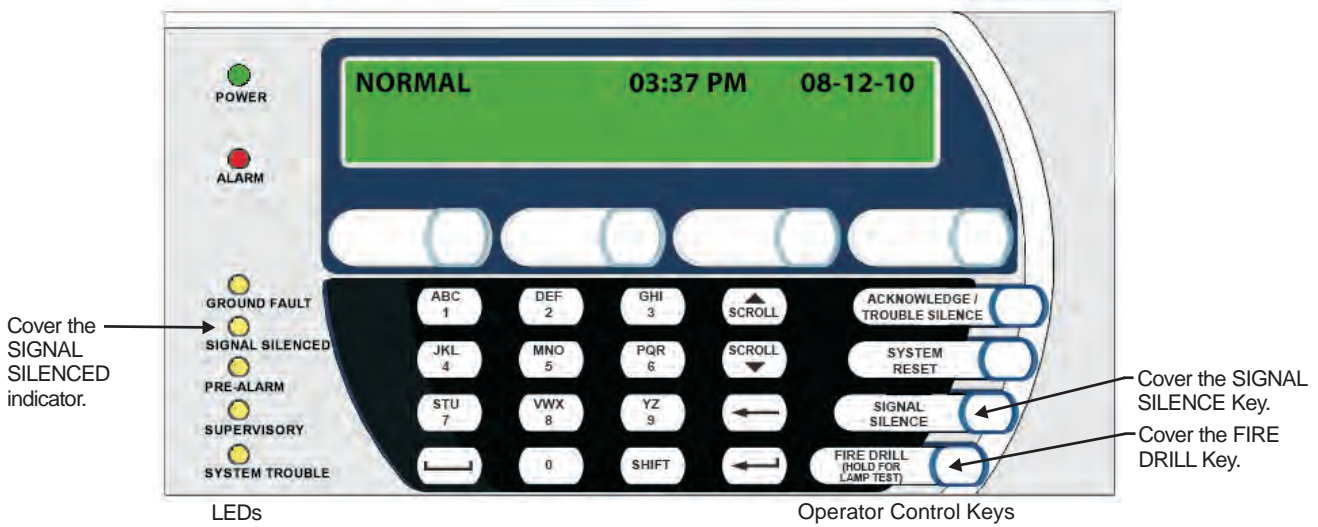 POWER
NORMAL 03:37 PM 08-12-10
ALARM
GROUND FAULT
SIGNAL SILENCED
PRE-ALARM
SUPERVISORY
SYSTEM TROUBLE
Cover the
SIGNAL
SILENCED
indicator.
ABC
1
DEF
2
GHI
3
SCROLL
JKL
4
MNO
5
PQR
6
SCROLL
STU
7
VWX
8
YZ
9
0
SHIFT
ACKNOWLEDGE /
TROUBLE SILENCE
SYSTEM
RESET
SIGNAL
SILENCE
FIRE DRILL
(HOLD FOR
LAMP TEST)
Cover the SIGNAL
SILENCE Key.
Cover the FIRE
DRILL Key.
LEDs
Operator Control Keys